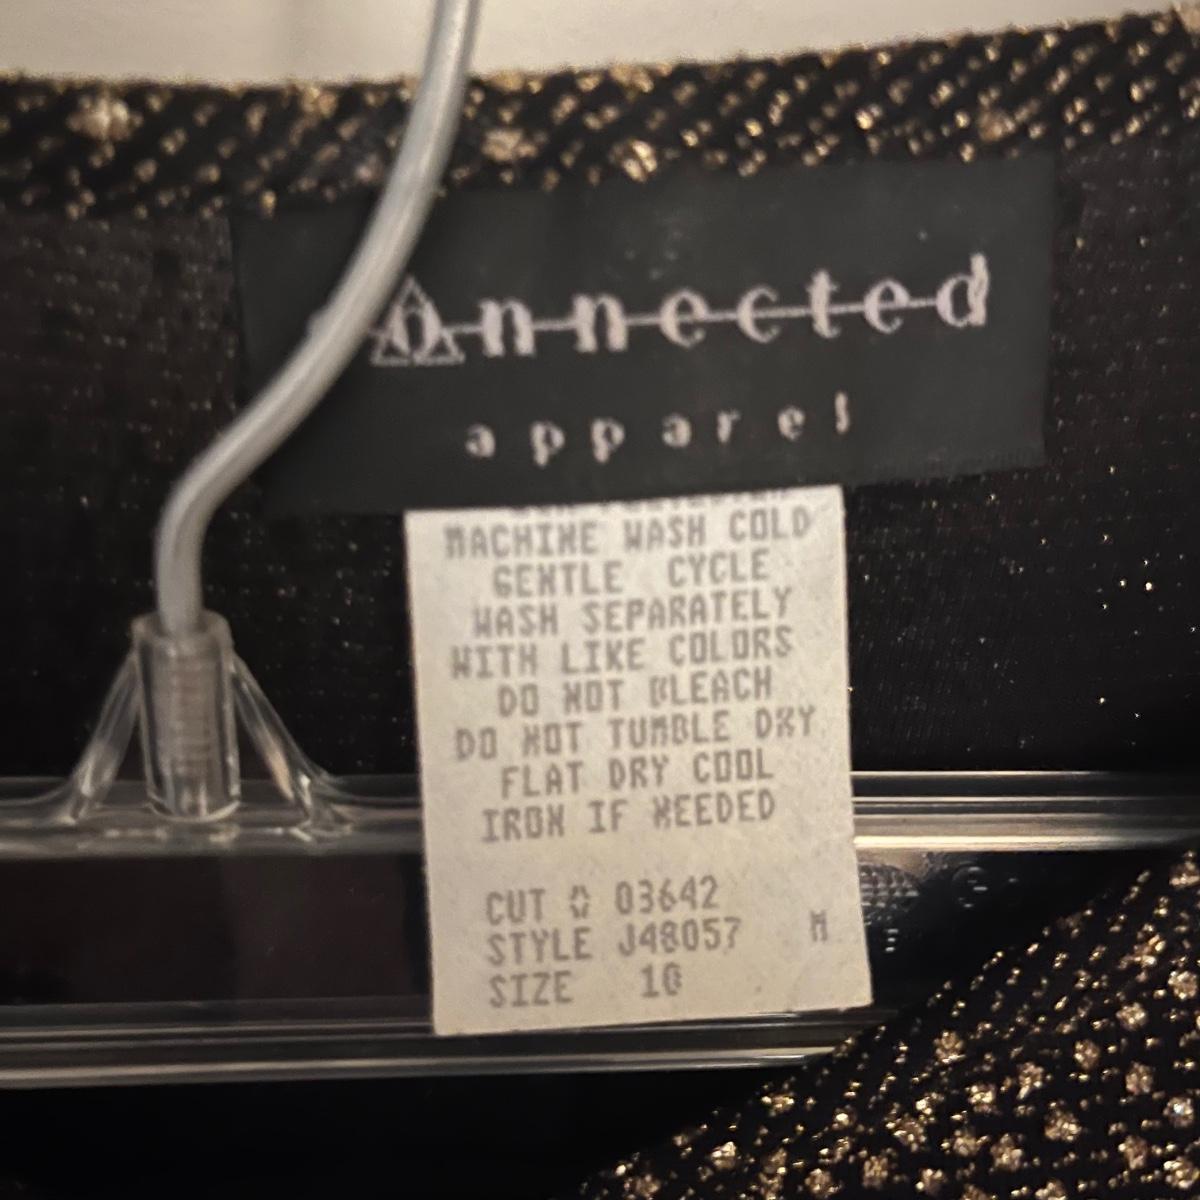 onnected
apparel
MACHINE WASH COLD
GENTLE CYCLE
WASH SEPARATELY
WITH LIKE COLORS
DO NOT BLEACH
DO NOT TUMBLE DRY
FLAT DRY COOL
IRON IF NEEDED
CUT # 03642
STYLE J48057 M
SIZE 10